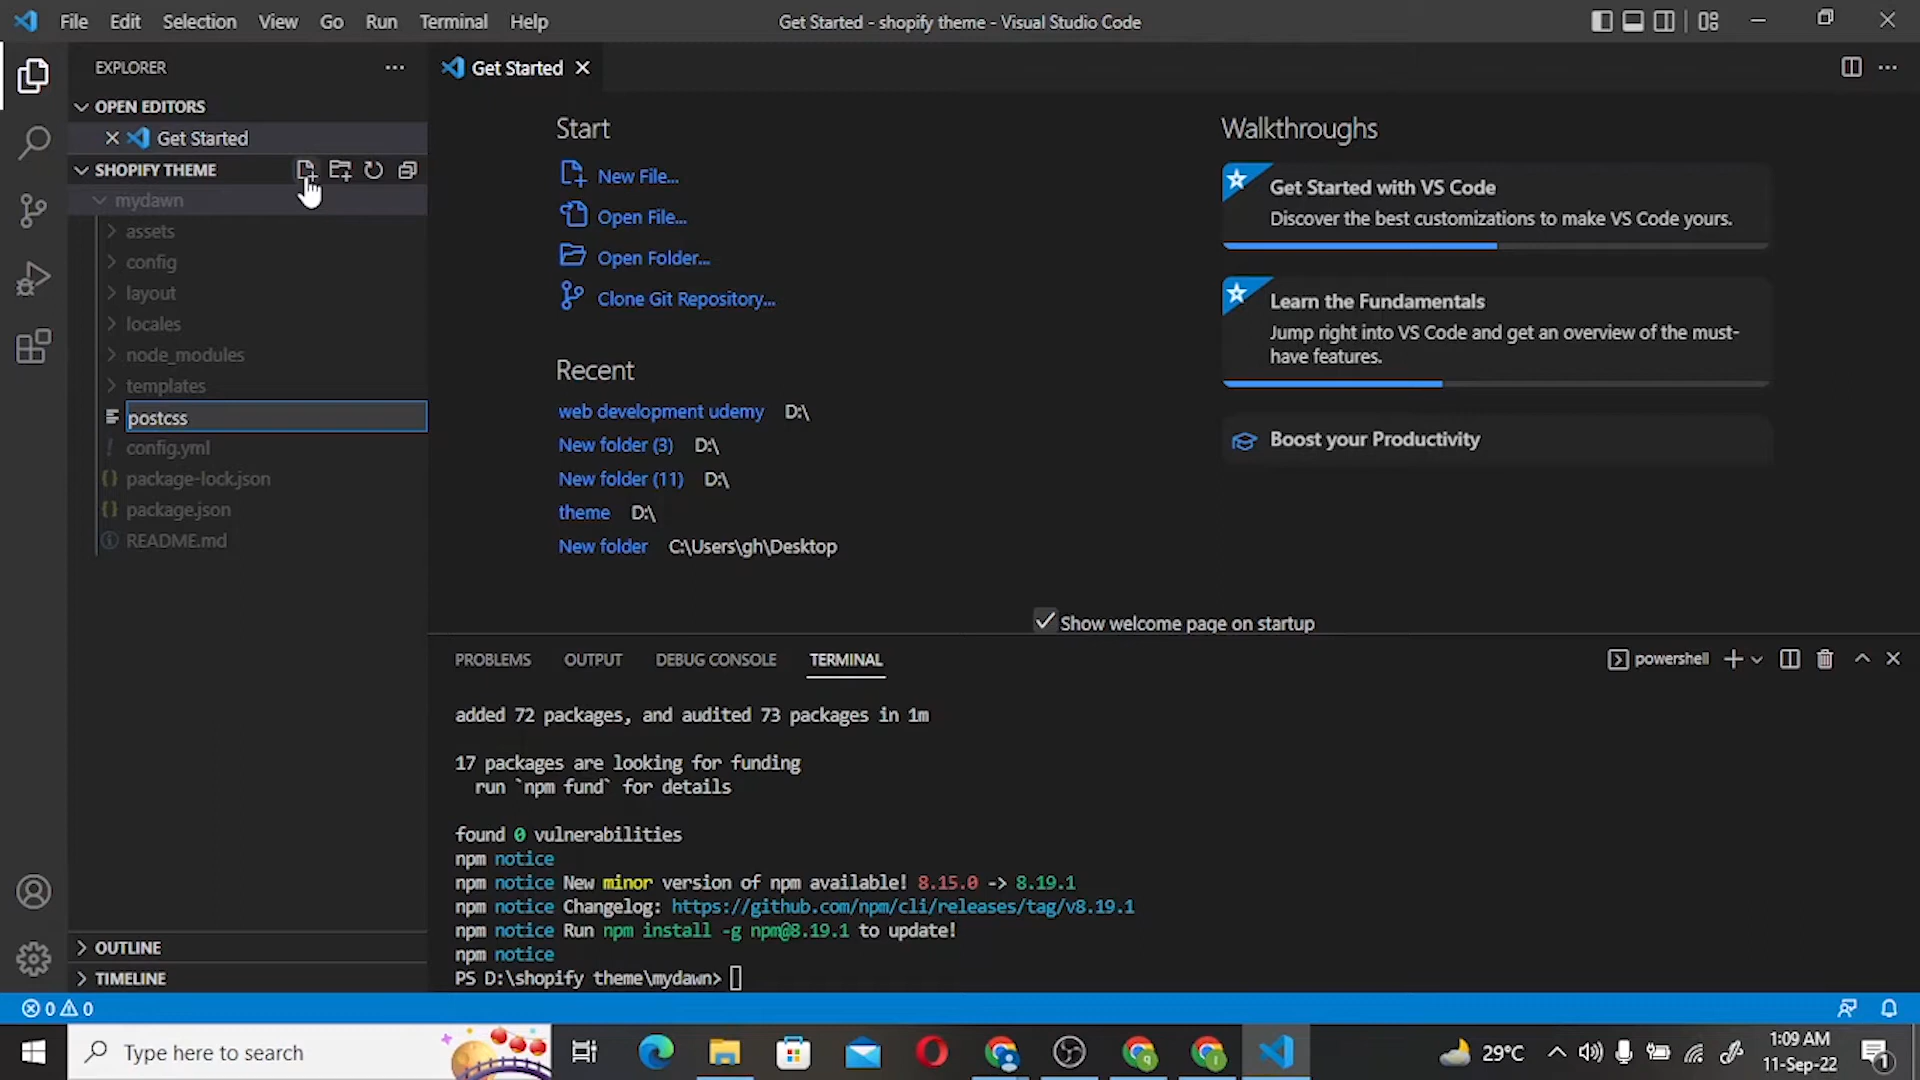 File Edit Selection View Go Run Terminal Help
Get Started - shopify theme - Visual Studio Code
EXPLORER
OPEN EDITORS
Get Started
SHOPIFY THEME
mydawn
assets
config
layout
locales
node_modules
templates
postcss
config.yml
package-lock.json
package.json
README.md
OUTLINE
TIMELINE
Get Started
Start
New File...
Open File...
Open Folder...
Clone Git Repository...
Recent
web development udemy D:\
New folder (3) D:\
New folder (11) D:\
theme D:\
New folder C:\Users\gh\Desktop
Walkthroughs
Get Started with VS Code
Discover the best customizations to make VS Code yours.
Learn the Fundamentals
Jump right into VS Code and get an overview of the must-
have features.
Boost your Productivity
Show welcome page on startup
PROBLEMS OUTPUT DEBUG CONSOLE TERMINAL
powershell
added 72 packages, and audited 73 packages in 1m
17 packages are looking for funding
run `npm fund` for details
found 0 vulnerabilities
npm notice
npm notice New minor version of npm available! 8.15.0 -> 8.19.1
npm notice Changelog: https://github.com/npm/cli/releases/tag/v8.19.1
npm notice Run npm install -g npm@8.19.1 to update!
npm notice
PS D:\shopify theme\mydawn>
0 0
Type here to search
29°C
1:09 AM
11-Sep-22
1